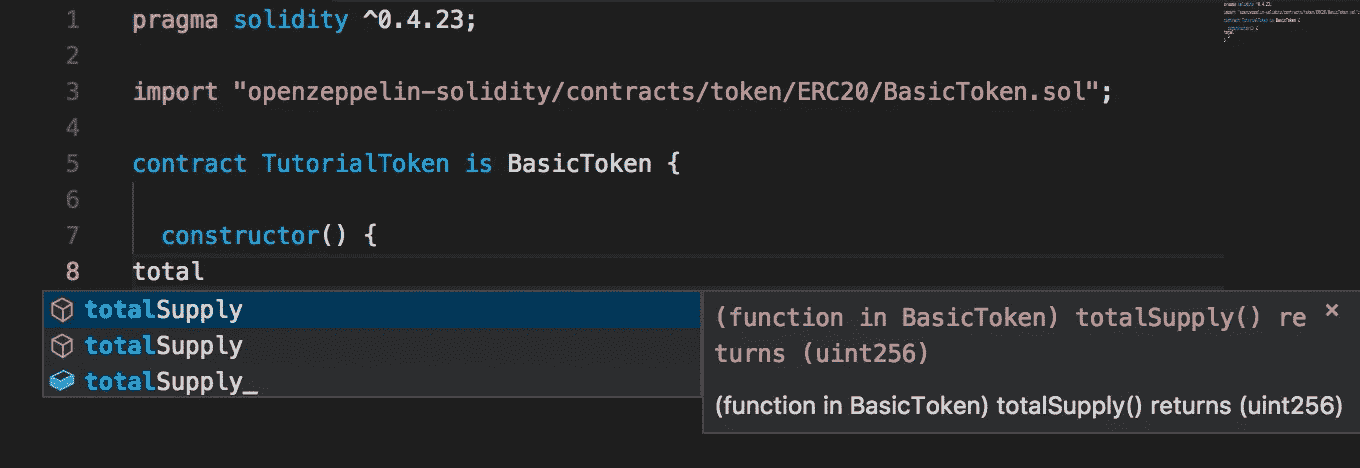 1 pragma solidity ^0.4.23;
2
3 import "openzeppelin-solidity/contracts/token/ERC20/BasicToken.sol";
4
5 contract TutorialToken is BasicToken {
6
7 constructor() {
8 total
totalSupply
totalSupply
totalSupply_
(function in BasicToken) totalSupply() re
turns (uint256)
(function in BasicToken) totalSupply() returns (uint256)